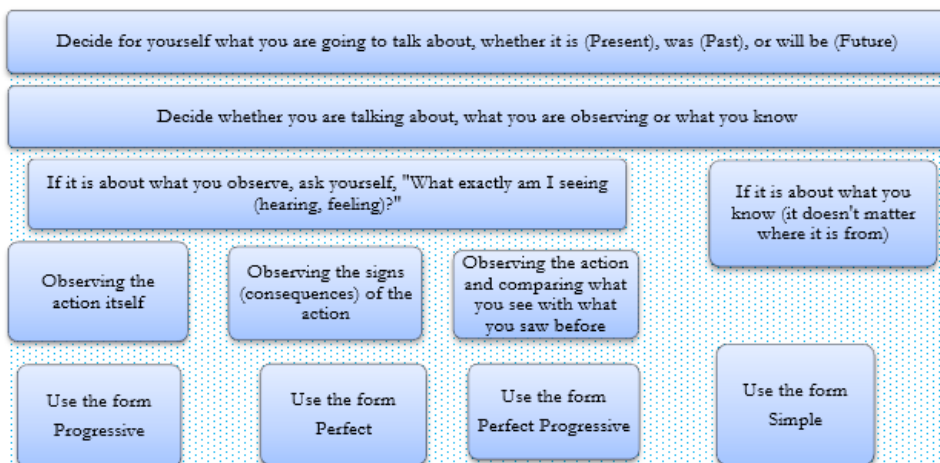 Decide for yourself what you are going to talk about, whether it is (Present), was (Past), or will be (Future)
Decide whether you are talking about, what you are observing or what you know
If it is about what you observe, ask yourself, "What exactly am I seeing
(hearing, feeling)?"
If it is about what you
know (it doesn't matter
where it is from)
Observing the
action itself
Observing the signs
(consequences) of the
action
Observing the action
and comparing what
you see with what
you saw before
Use the form
Progressive
Use the form
Perfect
Use the form
Perfect Progressive
Use the form
Simple